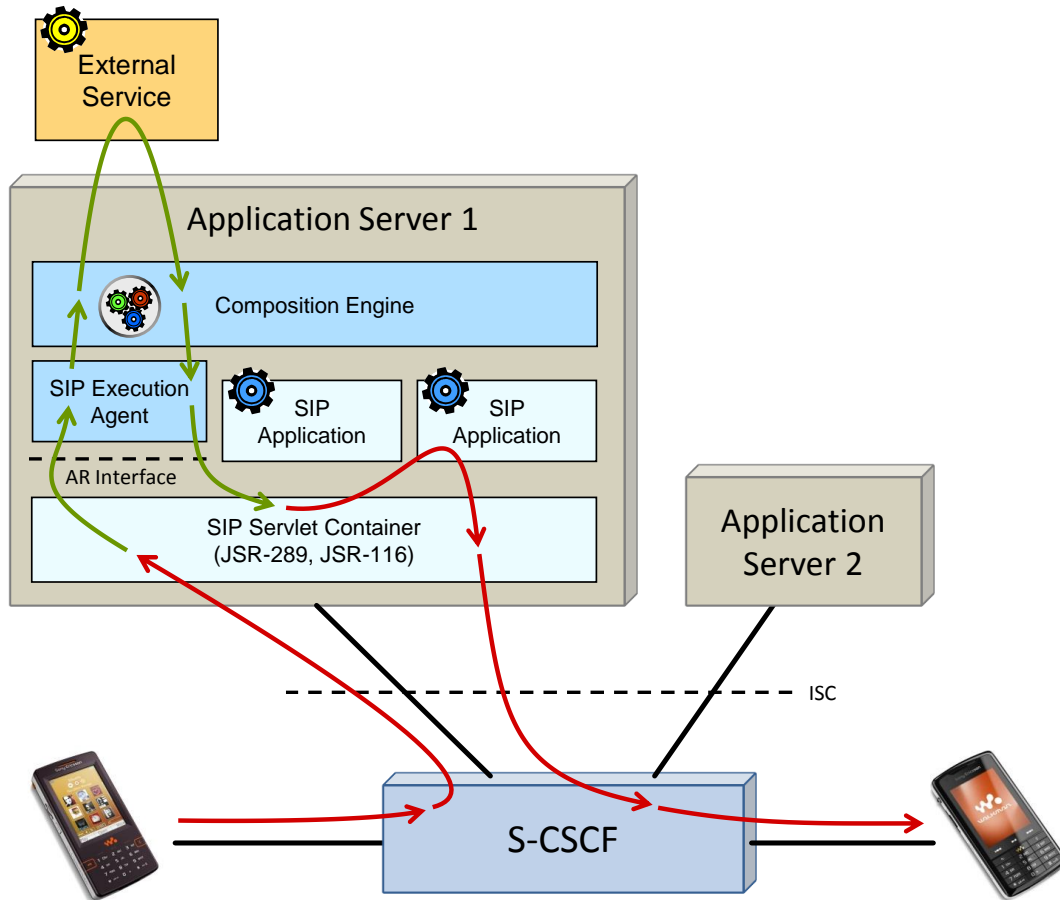 External
Service
Application Server 1
Composition Engine
SIP Execution
Agent
SIP
Application
SIP
Application
AR Interface
SIP Servlet Container
(JSR-289, JSR-116)
Application
Server 2
ISC
S-CSCF